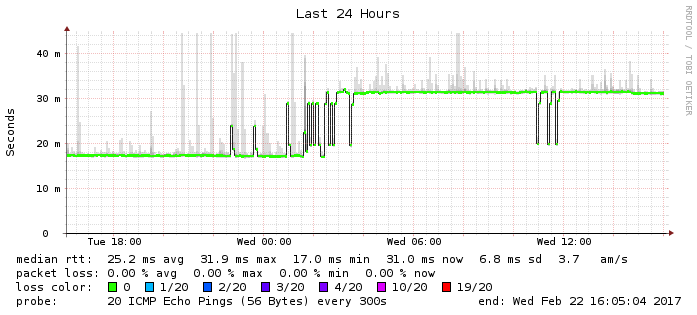 Last 24 Hours
RRDTOOL / TOBI OETIKER
Seconds
40 m
30 m
20 m
10 m
0
Tue 18:00 Wed 00:00 Wed 06:00 Wed 12:00
median rtt: 25.2 ms avg 31.9 ms max 17.0 ms min 31.0 ms now 6.8 ms sd 3.7 am/s
packet loss: 0.00 % avg 0.00 % max 0.00 % min 0.00 % now
loss color: 0 1/20 2/20 3/20 4/20 10/20 19/20
probe: 20 ICMP Echo Pings (56 Bytes) every 300s end: Wed Feb 22 16:05:04 2017